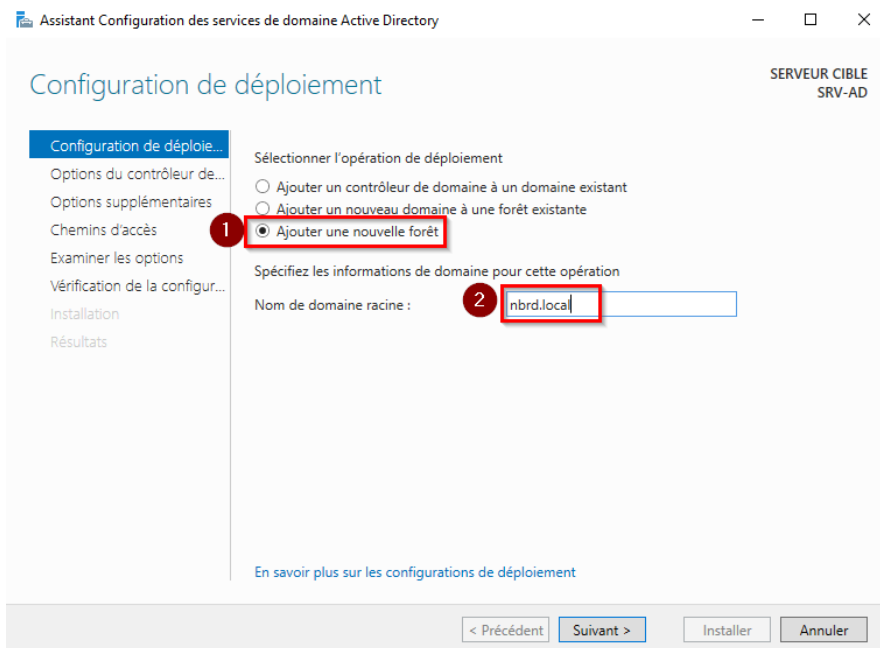 Assistant Configuration des services de domaine Active Directory
Configuration de déploiement
SERVEUR CIBLE
SRV-AD
Configuration de déploie...
Options du contrôleur de...
Options supplémentaires
Chemins d'accès
Examiner les options
Vérification de la configur...
Installation
Résultats
Sélectionner l'opération de déploiement
Ajouter un contrôleur de domaine à un domaine existant
Ajouter un nouveau domaine à une forêt existante
1 Ajouter une nouvelle forêt
Spécifiez les informations de domaine pour cette opération
Nom de domaine racine : 2 nbrd.local
En savoir plus sur les configurations de déploiement
< Précédent Suivant > Installer Annuler